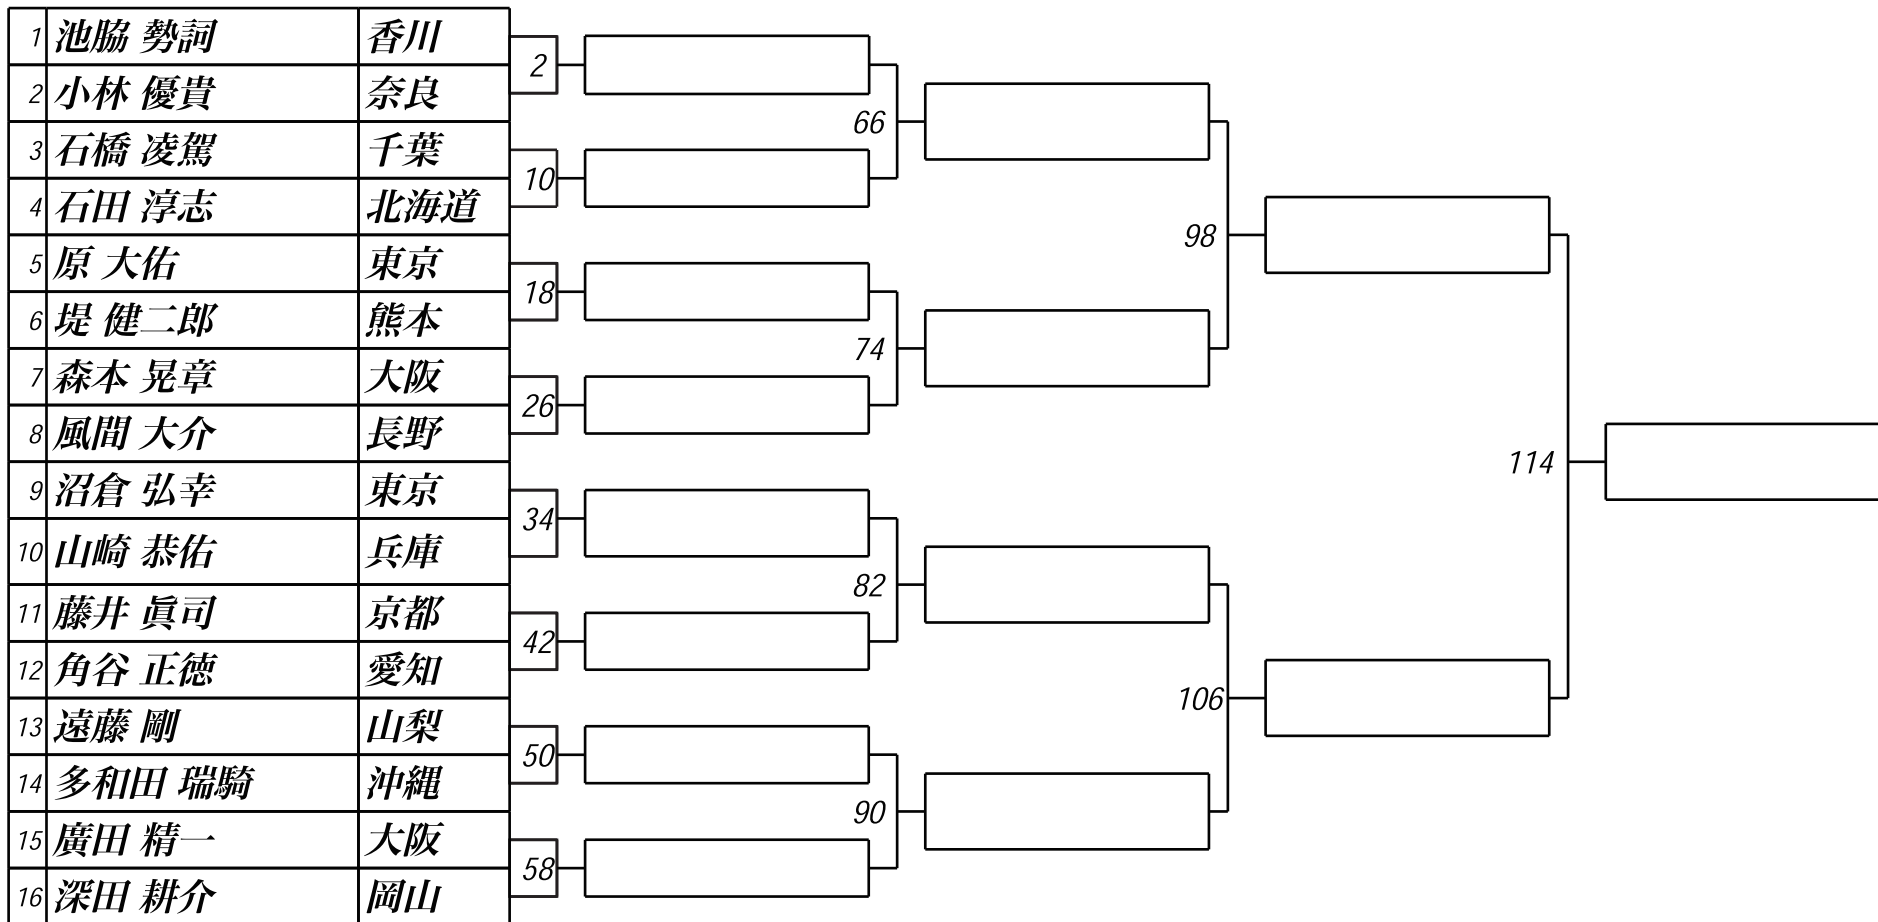 1 池脇 勢詞 香川
2 小林 優貴 奈良
2
3 石橋 凌駕 千葉
66
4 石田 淳志 北海道
10
5 原 大佑 東京
98
6 堤 健二郎 熊本
18
7 森本 晃章 大阪
74
8 風間 大介 長野
26
9 沼倉 弘幸 東京
114
10 山崎 恭佑 兵庫
34
11 藤井 眞司 京都
82
12 角谷 正徳 愛知
42
13 遠藤 剛 山梨
106
14 多和田 瑞騎 沖縄
50
15 廣田 精一 大阪
90
16 深田 耕介 岡山
58